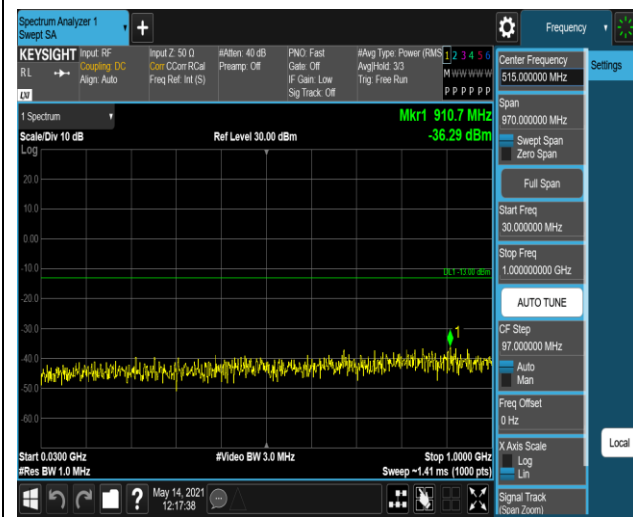 Spectrum Analyzer 1
Swept SA
Frequency
KEYSIGHT
RL
LXI
Input: RF
Coupling: DC
Align: Auto
Input Z: 50 Ω
Corr CCorr RCal
Freq Ref: Int (S)
#Atten: 40 dB
Preamp: Off
PNO: Fast
Gate: Off
IF Gain: Low
Sig Track: Off
#Avg Type: Power (RMS
Avg|Hold: 3/3
Trig: Free Run
1 2 3 4 5 6
M W W W W W
P P P P P P
1 Spectrum
Scale/Div 10 dB
Log
Ref Level 30.00 dBm
Mkr1 910.7 MHz
-36.29 dBm
20.0
10.0
0.00
-10.0
DL1 -13.00 dBm
-20.0
-30.0
1
-40.0
-50.0
-60.0
Start 0.0300 GHz
#Res BW 1.0 MHz
#Video BW 3.0 MHz
Stop 1.0000 GHz
Sweep ~1.41 ms (1000 pts)
?
May 14, 2021
12:17:38
Center Frequency
515.000000 MHz
Span
970.000000 MHz
Swept Span
Zero Span
Full Span
Start Freq
30.000000 MHz
Stop Freq
1.000000000 GHz
AUTO TUNE
CF Step
97.000000 MHz
Auto
Man
Freq Offset
0 Hz
X Axis Scale
Log
Lin
Signal Track
(Span Zoom)
Settings
Local